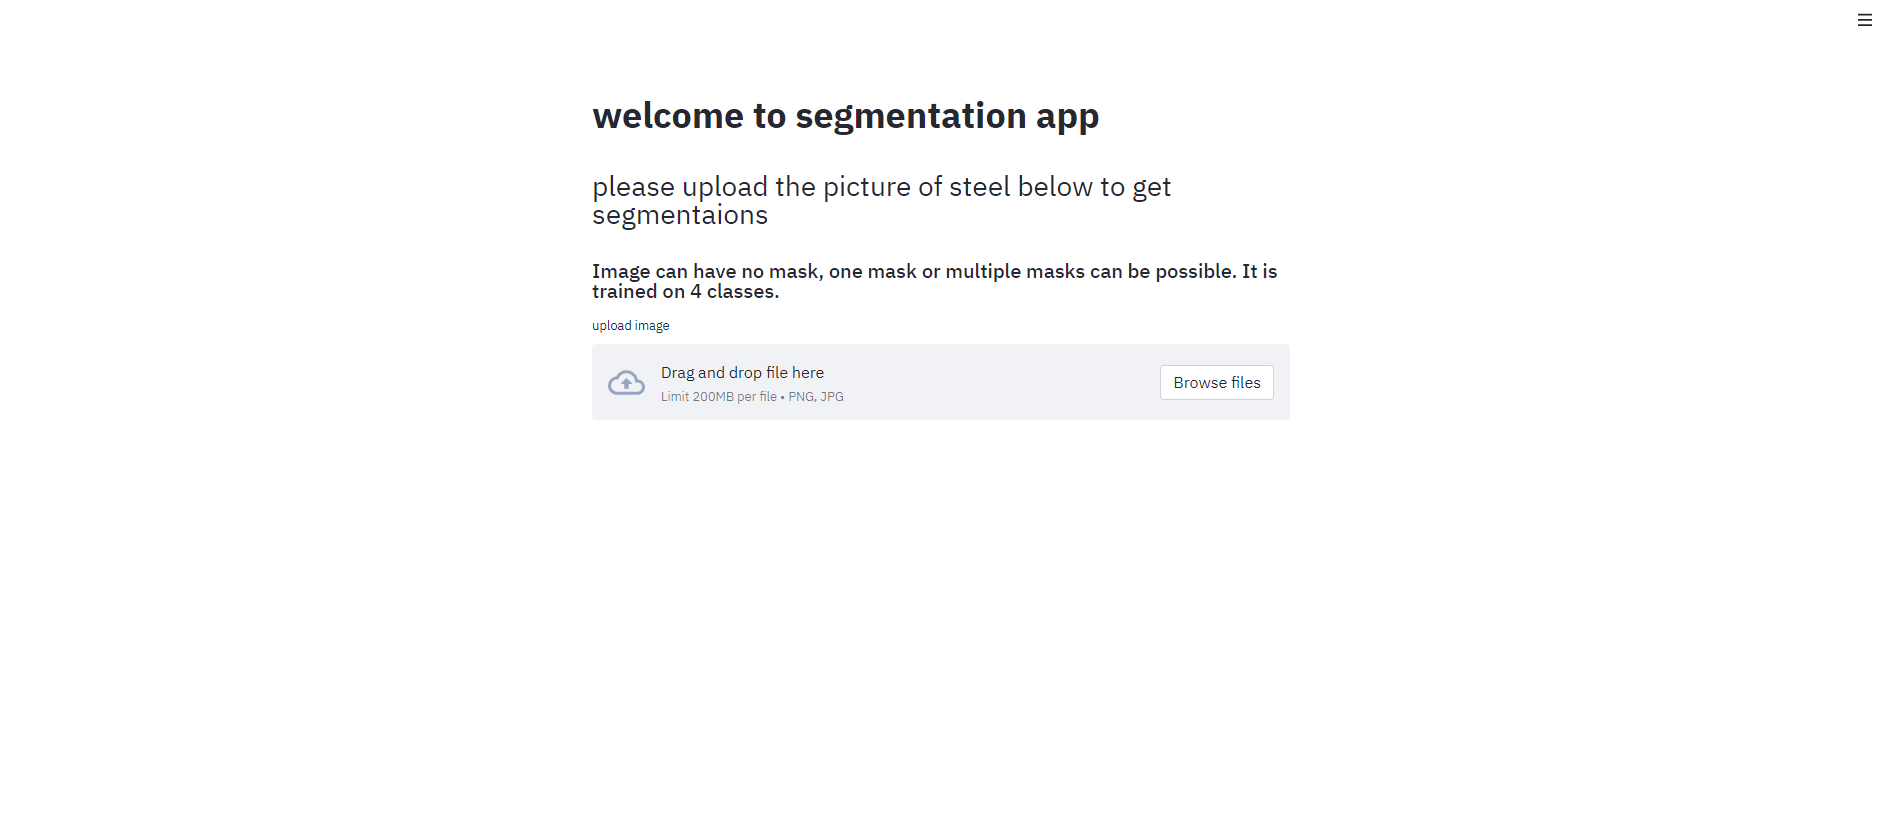 welcome to segmentation app
please upload the picture of steel below to get
segmentaions
Image can have no mask, one mask or multiple masks can be possible. It is
trained on 4 classes.
upload image
Drag and drop file here
Limit 200MB per file • PNG, JPG
Browse files